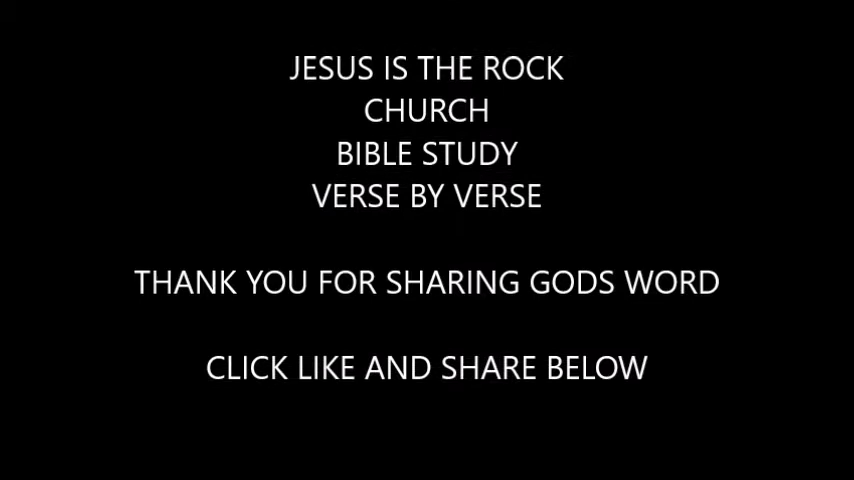 JESUS IS THE ROCK
CHURCH
BIBLE STUDY
VERSE BY VERSE
THANK YOU FOR SHARING GODS WORD
CLICK LIKE AND SHARE BELOW